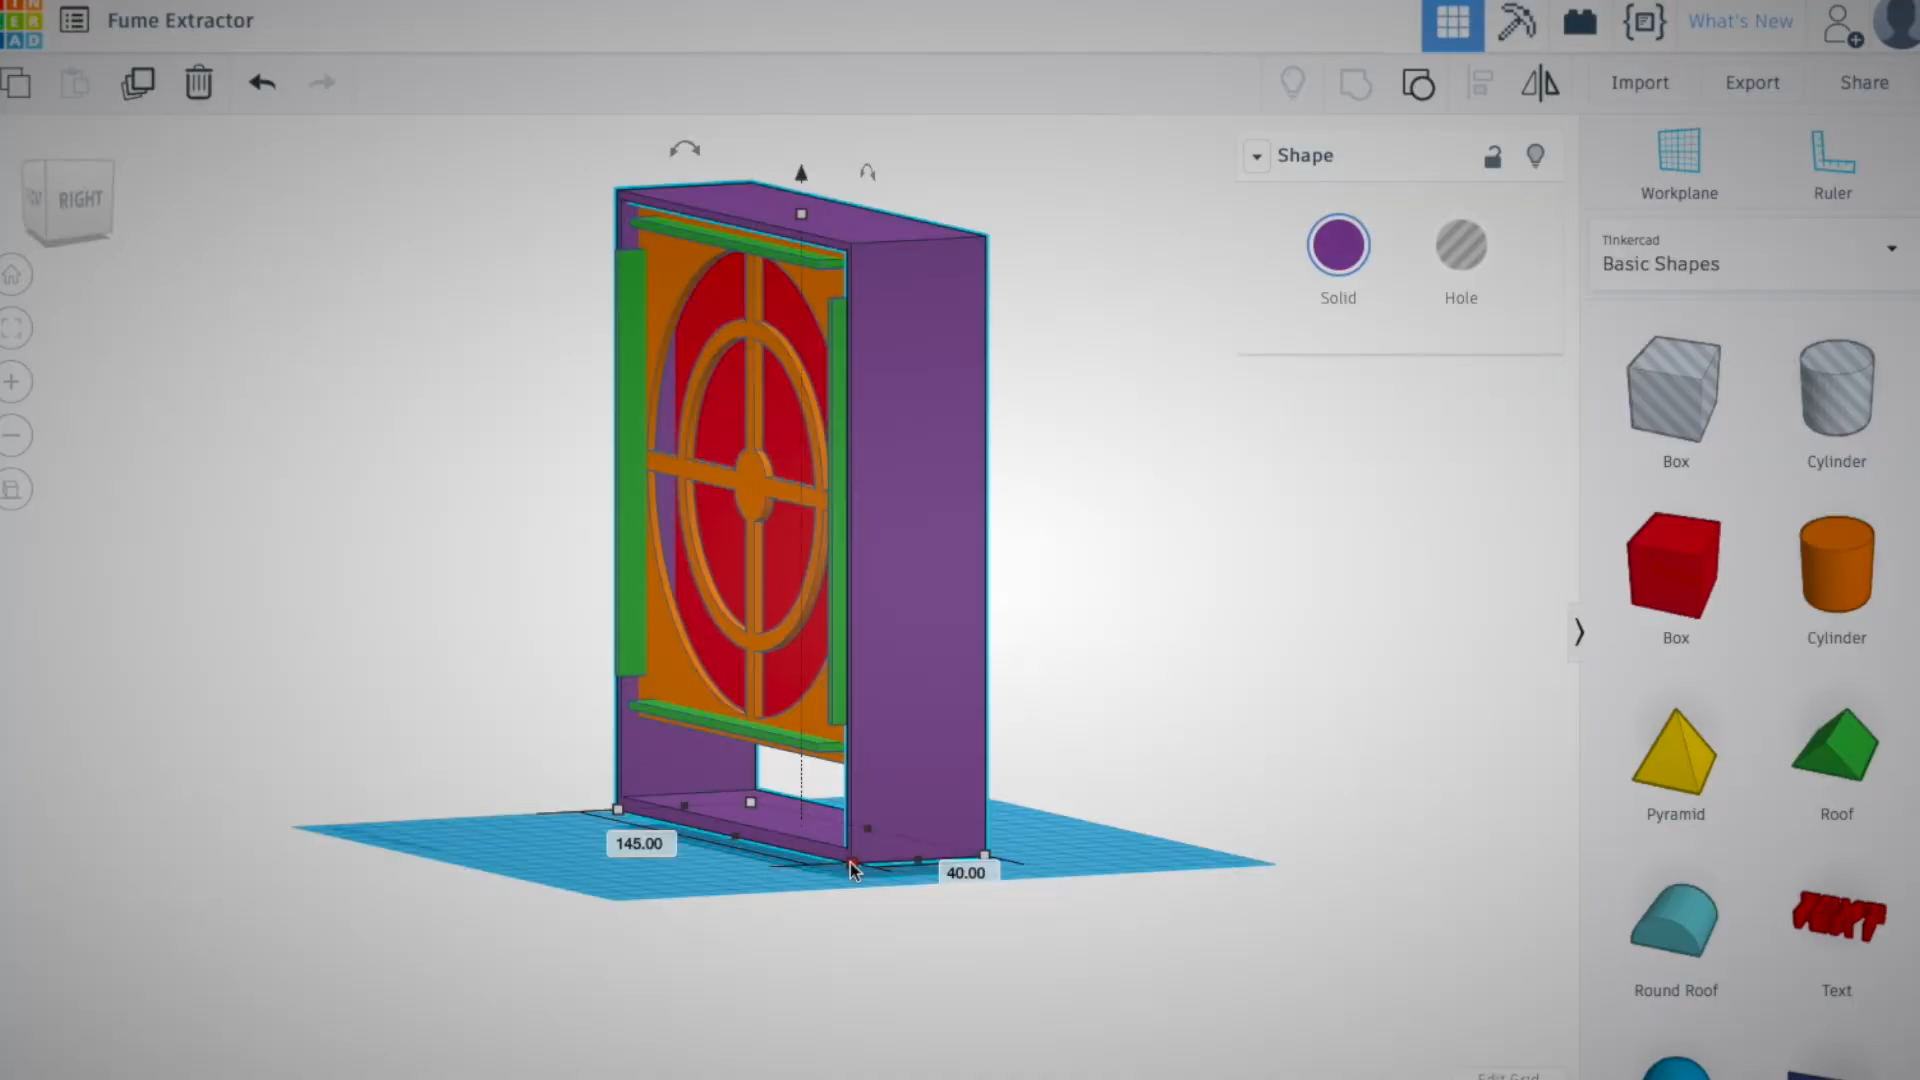 Fume Extractor
What's New
Import
Export
Share
RIGHT
Shape
Solid
Hole
Workplane
Ruler
Tinkercad
Basic Shapes
Box
Cylinder
Box
Cylinder
Pyramid
Roof
Round Roof
Text
TEXT
145.00
40.00
Edit Grid